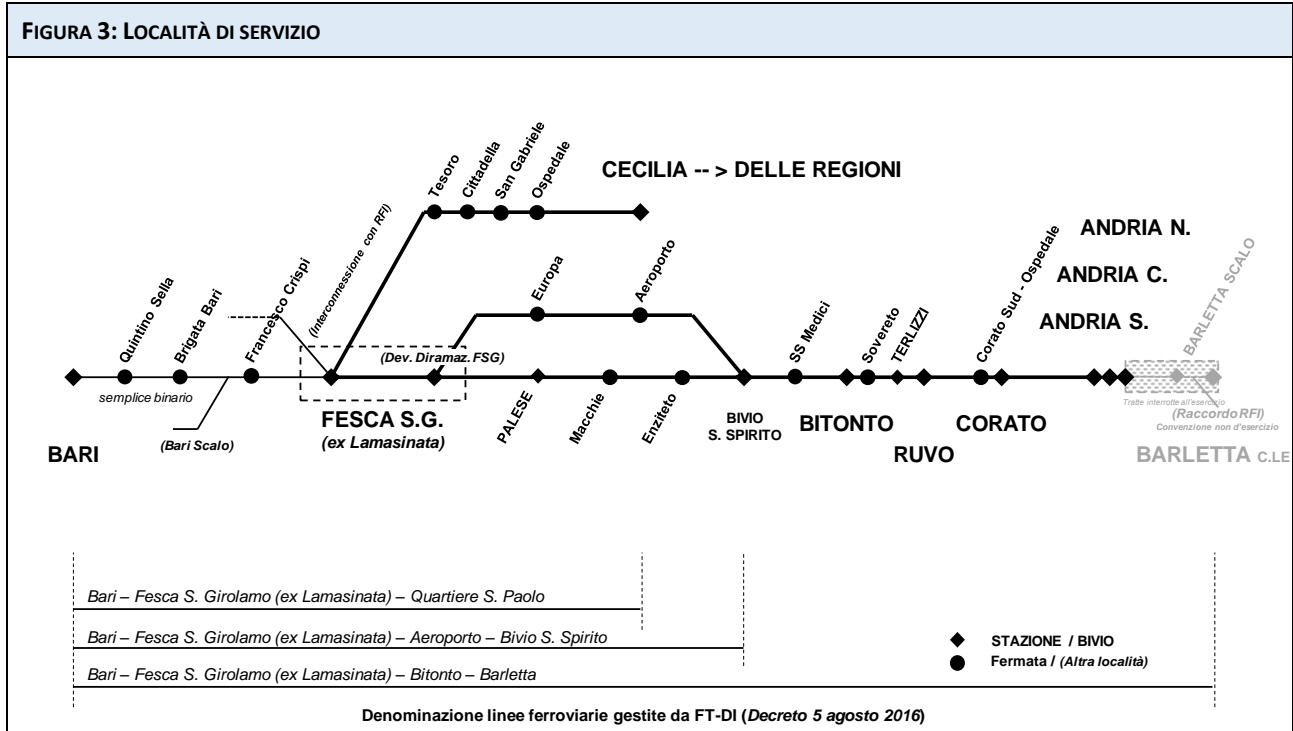 FIGURA 3: LOCALITÀ DI SERVIZIO
Tesoro
Cittadella
San Gabriele
Ospedale
CECILIA -- > DELLE REGIONI
(Interconnessione con RFI)
Quintino Sella
Brigata Bari
Francesco Crispi
Europa
Aeroporto
SS Medici
Sovereto
TERLIZZI
Corato Sud - Ospedale
ANDRIA N.
ANDRIA C.
ANDRIA S.
BARLETTA SCALO
(Dev. Diramaz. FSG)
semplice binario
(Bari Scalo)
BARI
FESCA S.G.
(ex Lamasinata)
PALESE
Macchie
Enziteto
BIVIO
S. SPIRITO
BITONTO
RUVO
CORATO
Tratte interrotte all'esercizio
(Raccordo RFI)
Convenzione non d'esercizio
BARLETTA C.LE
Bari – Fesca S. Girolamo (ex Lamasinata) – Quartiere S. Paolo
Bari – Fesca S. Girolamo (ex Lamasinata) – Aeroporto – Bivio S. Spirito
Bari – Fesca S. Girolamo (ex Lamasinata) – Bitonto – Barletta
STAZIONE / BIVIO
Fermata / (Altra località)
Denominazione linee ferroviarie gestite da FT-DI (Decreto 5 agosto 2016)